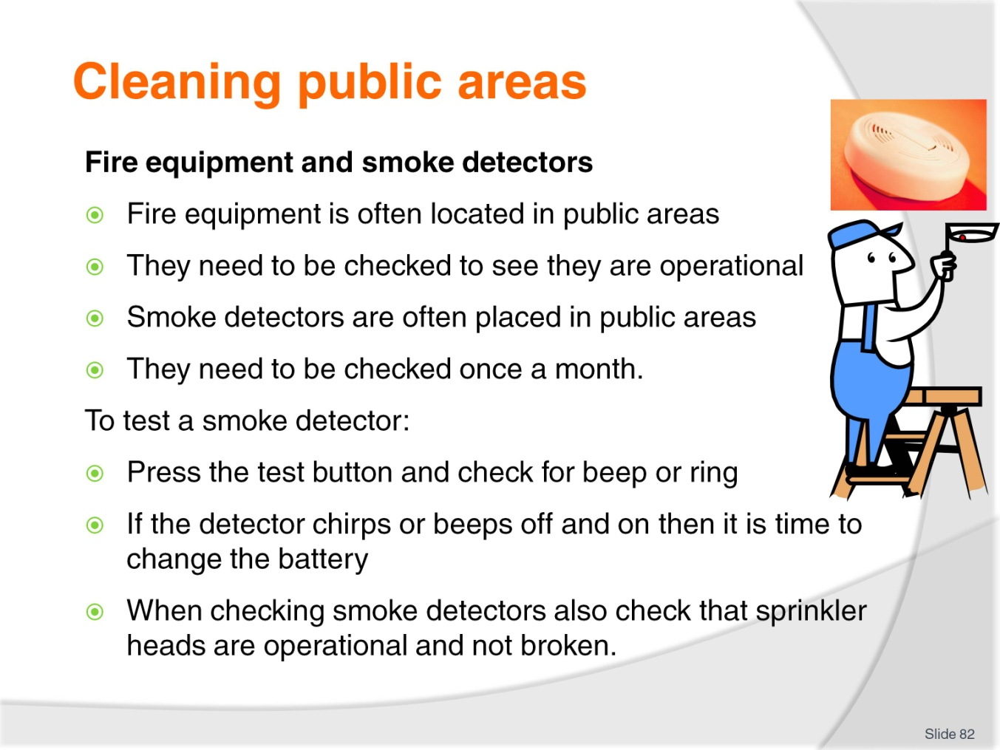 Cleaning public areas
Fire equipment and smoke detectors
Fire equipment is often located in public areas
They need to be checked to see they are operational
Smoke detectors are often placed in public areas
They need to be checked once a month.
To test a smoke detector:
Press the test button and check for beep or ring
If the detector chirps or beeps off and on then it is time to
change the battery
When checking smoke detectors also check that sprinkler
heads are operational and not broken.
Slide 82